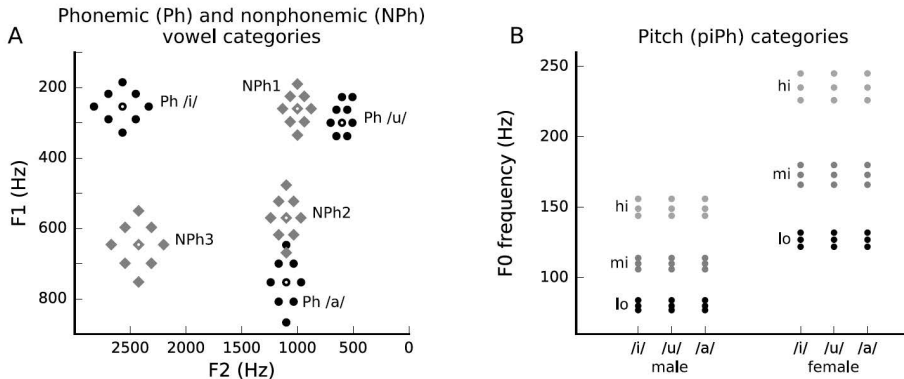 A
Phonemic (Ph) and nonphonemic (NPh)
vowel categories
F1 (Hz)
200
400
600
800
Ph /i/
NPh1
Ph /u/
NPh2
NPh3
Ph /a/
2500 2000 1500 1000 500 0
F2 (Hz)
B
Pitch (piPh) categories
F0 frequency (Hz)
250
200
150
100
hi
mi
lo
hi
mi
lo
/i/ /u/ /a/ /i/ /u/ /a/
male female